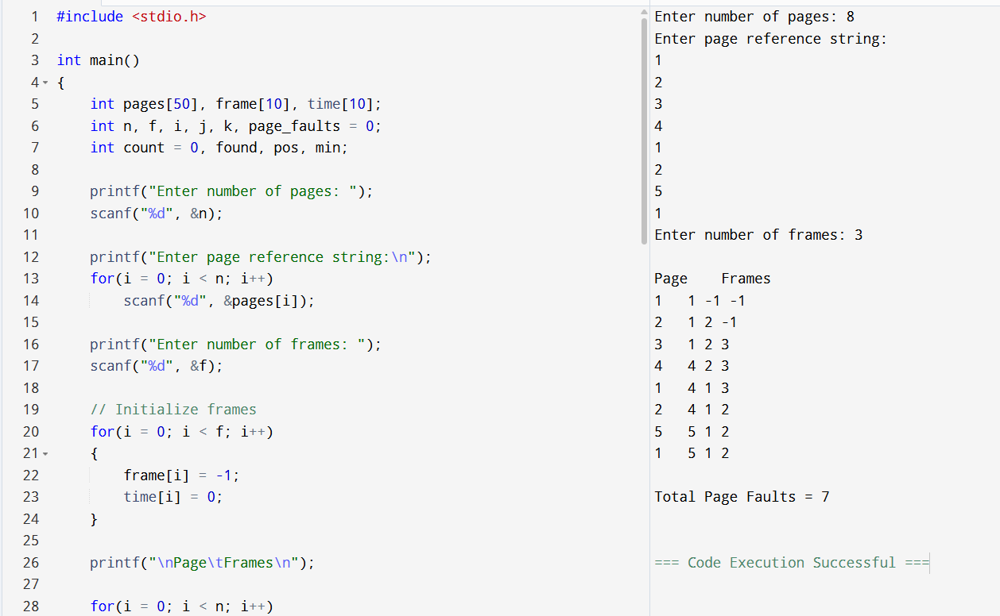 1 #include <stdio.h>
2
3 int main()
4 {
5     int pages[50], frame[10], time[10];
6     int n, f, i, j, k, page_faults = 0;
7     int count = 0, found, pos, min;
8
9     printf("Enter number of pages: ");
10     scanf("%d", &n);
11
12     printf("Enter page reference string:\n");
13     for(i = 0; i < n; i++)
14         scanf("%d", &pages[i]);
15
16     printf("Enter number of frames: ");
17     scanf("%d", &f);
18
19     // Initialize frames
20     for(i = 0; i < f; i++)
21     {
22         frame[i] = -1;
23         time[i] = 0;
24     }
25
26     printf("\nPage\tFrames\n");
27
28     for(i = 0; i < n; i++)
Enter number of pages: 8
Enter page reference string:
1
2
3
4
1
2
5
1
Enter number of frames: 3

Page    Frames
1   1 -1 -1
2   1 2 -1
3   1 2 3
4   4 2 3
1   4 1 3
2   4 1 2
5   5 1 2
1   5 1 2

Total Page Faults = 7

=== Code Execution Successful ===